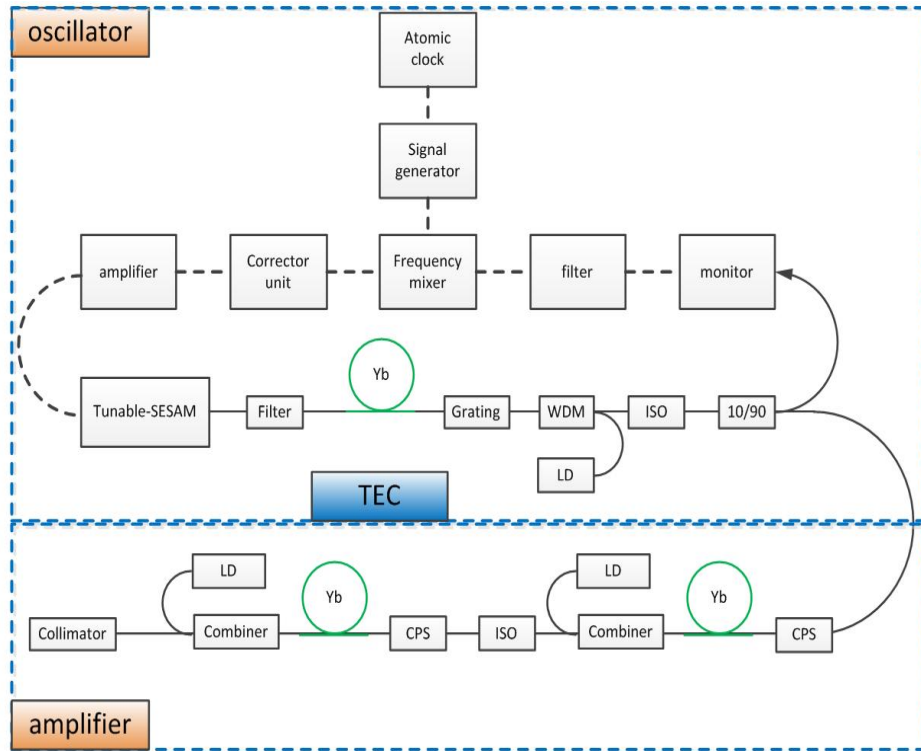 oscillator
Atomic
clock
Signal
generator
amplifier
Corrector
unit
Frequency
mixer
filter
monitor
Yb
Tunable-SESAM
Filter
Grating
WDM
ISO
10/90
LD
TEC
LD
Yb
LD
Yb
Collimator
Combiner
CPS
ISO
Combiner
CPS
amplifier